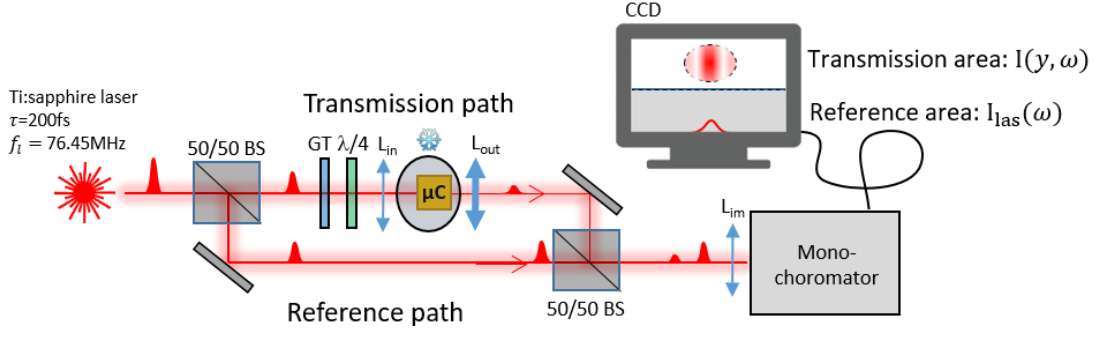 CCD
Transmission area: I(y, ω)
Reference area: I_las(ω)
Ti:sapphire laser
τ=200fs
f_l = 76.45MHz
Transmission path
50/50 BS
GT λ/4 L_in
L_out
μC
L_im
Mono-
choromator
50/50 BS
Reference path